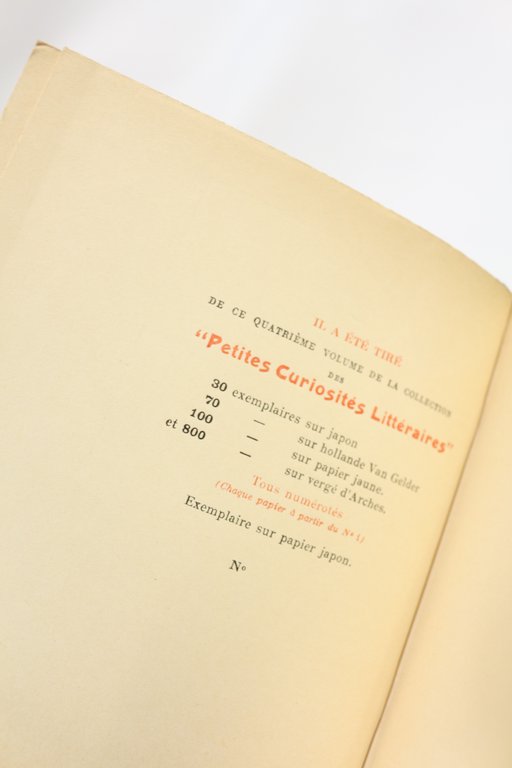 IL A ÉTÉ TIRÉ
DE CE QUATRIÈME VOLUME DE LA COLLECTION
DES
"Petites Curiosités Littéraires"
30 exemplaires sur japon
70 — sur hollande Van Gelder
100 — sur papier jaune.
et 800 — sur vergé d'Arches.
Tous numérotés
(Chaque papier à partir du Nº 1)
Exemplaire sur papier japon.
Nº